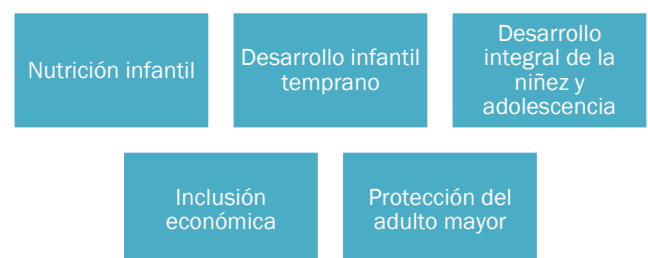 Nutrición infantil
Desarrollo infantil
temprano
Desarrollo
integral de la
niñez y
adolescencia
Inclusión
económica
Protección del
adulto mayor